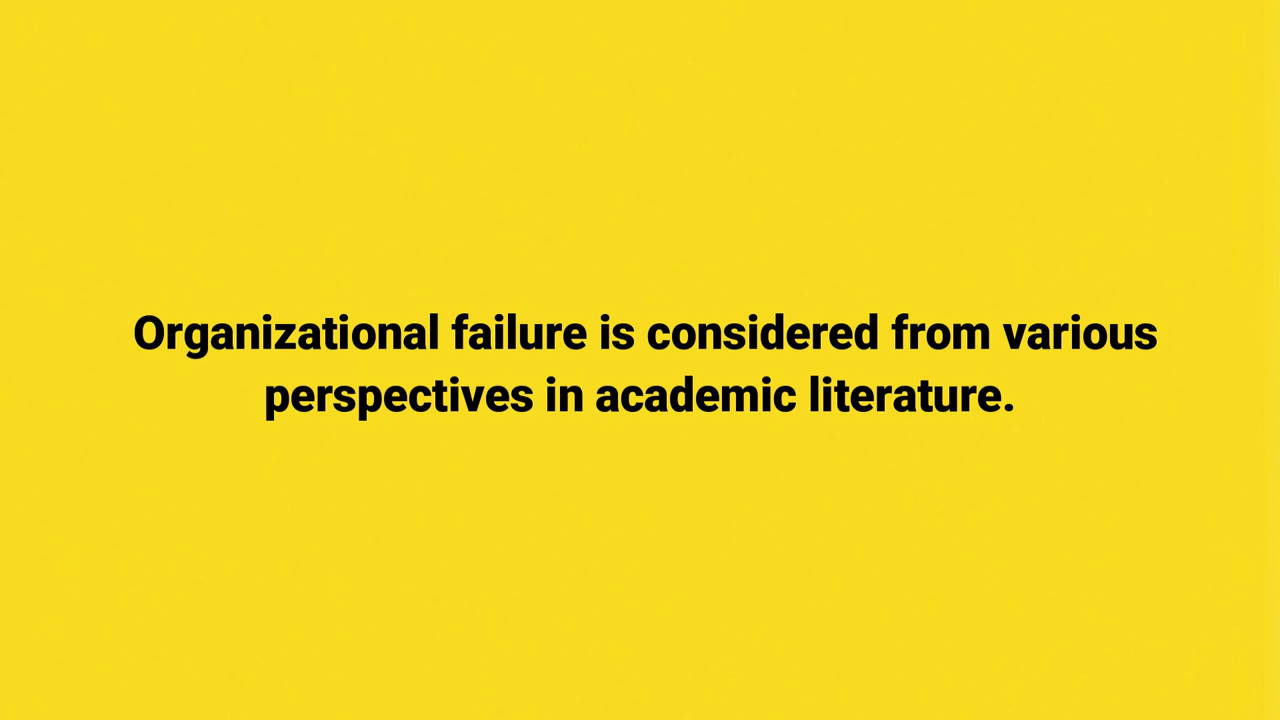 Organizational failure is considered from various
perspectives in academic literature.